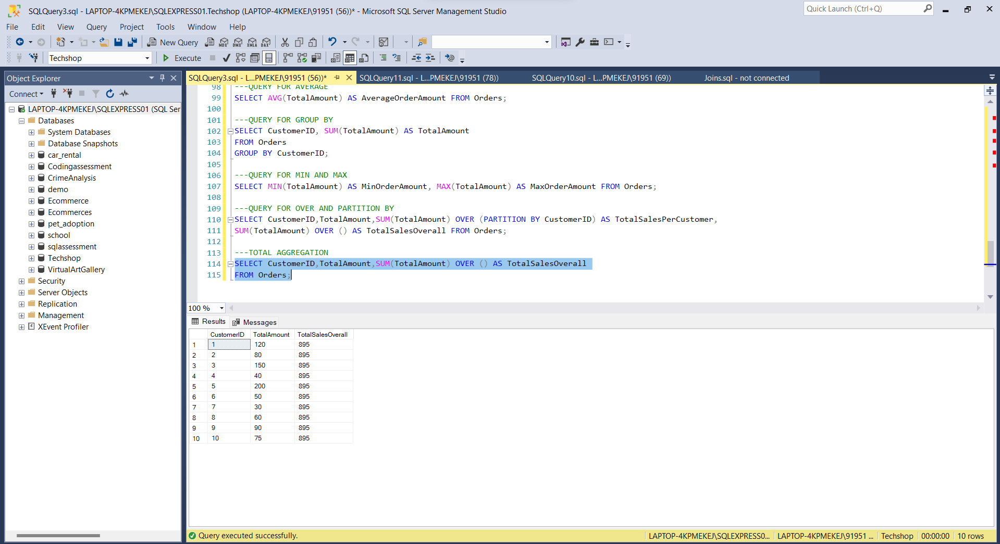 SQLQuery3.sql - LAPTOP-4KPMEKEJ\SQLEXPRESS01.Techshop (LAPTOP-4KPMEKEJ\91951 (56))* - Microsoft SQL Server Management Studio
Quick Launch (Ctrl+Q)
File Edit View Query Project Tools Window Help
New Query MDX DMX XMLA DAX
Techshop Execute
Object Explorer
SQLQuery3.sql - L...PMEKEJ\91951 (56))* SQLQuery11.sql - L...PMEKEJ\91951 (78)) SQLQuery10.sql - L...PMEKEJ\91951 (69)) Joins.sql - not connected
Connect
LAPTOP-4KPMEKEJ\SQLEXPRESS01 (SQL Ser
Databases
System Databases
Database Snapshots
car_rental
Codingassessment
CrimeAnalysis
demo
Ecommerce
Ecommerces
pet_adoption
school
sqlassessment
Techshop
VirtualArtGallery
Security
Server Objects
Replication
Management
XEvent Profiler
98 ---QUERY FOR AVERAGE
99 SELECT AVG(TotalAmount) AS AverageOrderAmount FROM Orders;
100
101 ---QUERY FOR GROUP BY
102 SELECT CustomerID, SUM(TotalAmount) AS TotalAmount
103 FROM Orders
104 GROUP BY CustomerID;
105
106 ---QUERY FOR MIN AND MAX
107 SELECT MIN(TotalAmount) AS MinOrderAmount, MAX(TotalAmount) AS MaxOrderAmount FROM Orders;
108
109 ---QUERY FOR OVER AND PARTITION BY
110 SELECT CustomerID,TotalAmount,SUM(TotalAmount) OVER (PARTITION BY CustomerID) AS TotalSalesPerCustomer,
111 SUM(TotalAmount) OVER () AS TotalSalesOverall FROM Orders;
112
113 ---TOTAL AGGREGATION
114 SELECT CustomerID,TotalAmount,SUM(TotalAmount) OVER () AS TotalSalesOverall
115 FROM Orders;
100 %
Results Messages
CustomerID TotalAmount TotalSalesOverall
1 1 120 895
2 2 80 895
3 3 150 895
4 4 40 895
5 5 200 895
6 6 50 895
7 7 30 895
8 8 60 895
9 9 90 895
10 10 75 895
Query executed successfully. LAPTOP-4KPMEKEJ\SQLEXPRESS0... LAPTOP-4KPMEKEJ\91951 ... Techshop 00:00:00 10 rows